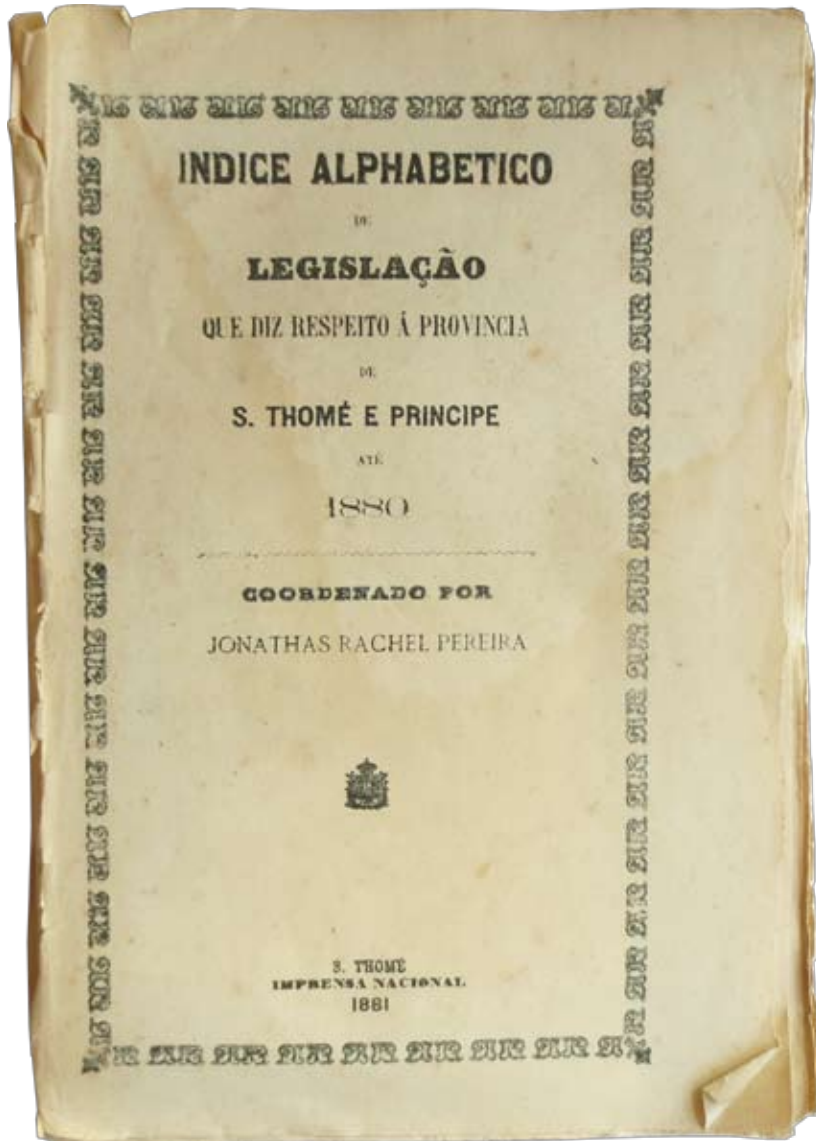 INDICE ALPHABETICO
DE
LEGISLAÇÃO
QUE DIZ RESPEITO Á PROVINCIA
DE
S. THOMÉ E PRINCIPE
ATÉ
1880
COORDENADO POR
JONATHAS RACHEL PEREIRA
S. THOMÉ
IMPRENSA NACIONAL
1881